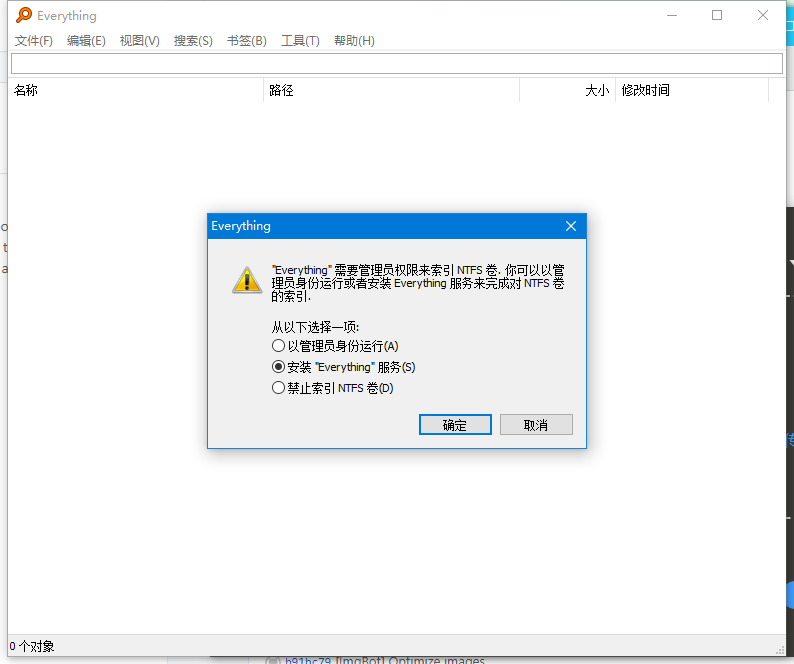 Everything
文件(F) 编辑(E) 视图(V) 搜索(S) 书签(B) 工具(T) 帮助(H)
名称 路径 大小 修改时间
Everything
"Everything" 需要管理员权限来索引 NTFS 卷. 你可以以管
理员身份运行或者安装 Everything 服务来完成对 NTFS 卷
的索引.
从以下选择一项:
以管理员身份运行(A)
安装 "Everything" 服务(S)
禁止索引 NTFS 卷(D)
确定 取消
0 个对象
h91bc79 [ImgBot] Optimize images